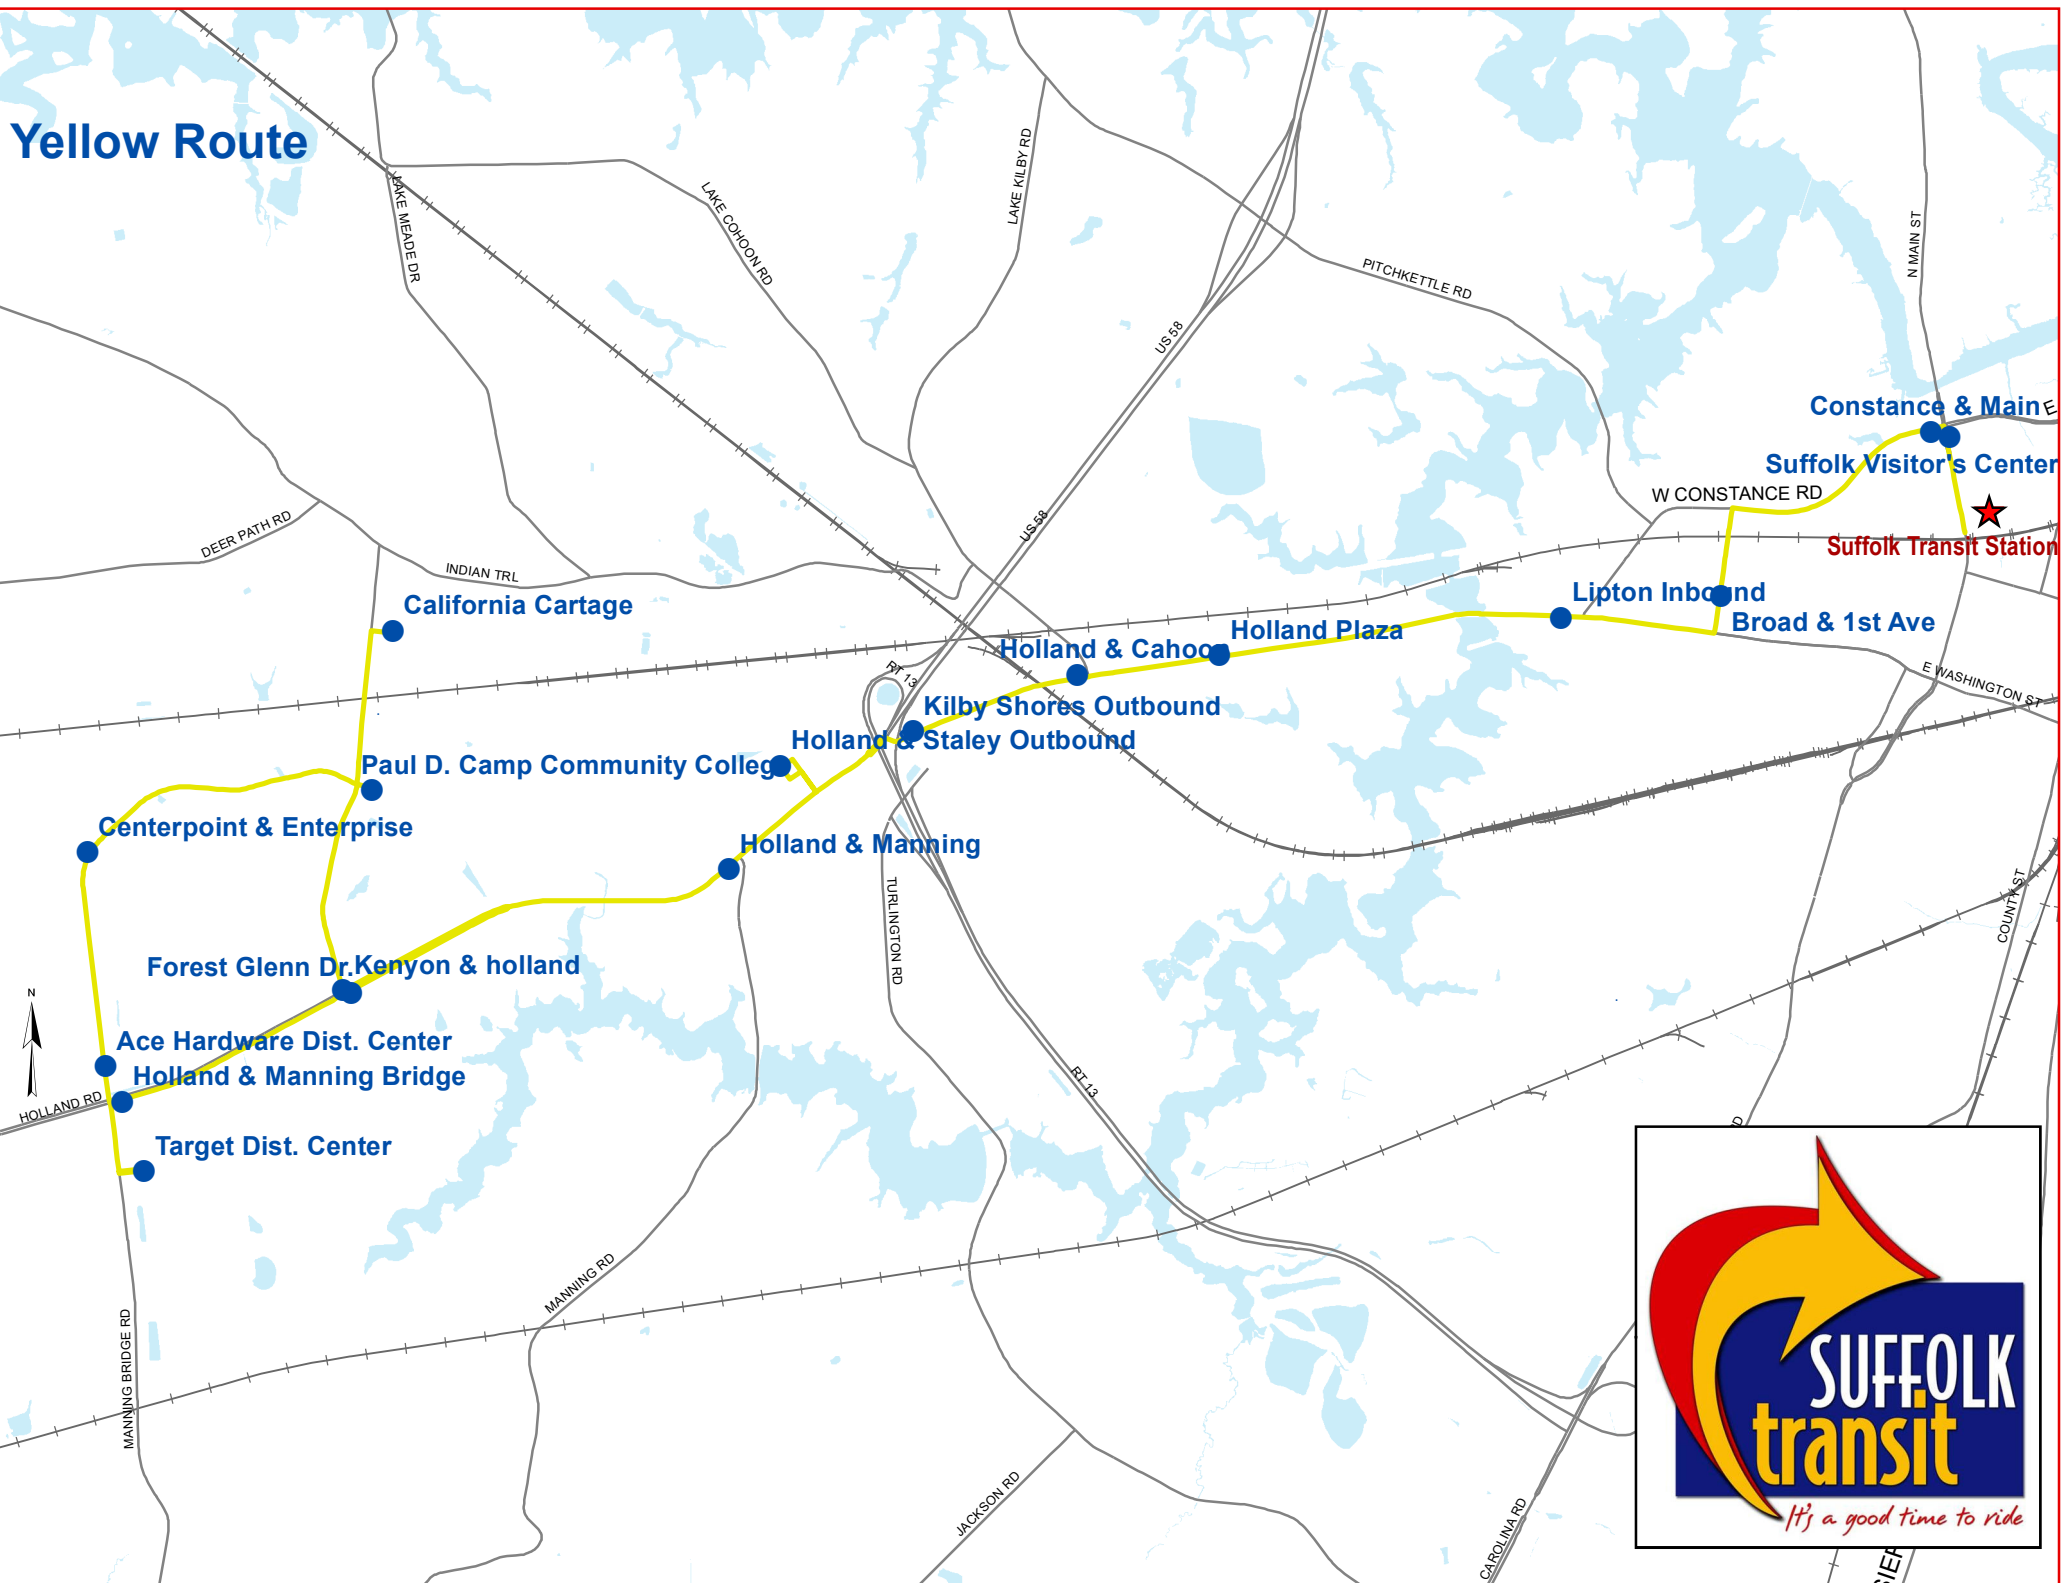 Yellow Route
LAKE MEADE DR
LAKE COHOON RD
LAKE KILBY RD
N MAIN ST
PITCHKETTLE RD
US 58
Constance & Main
E
Suffolk Visitor's Center
W CONSTANCE RD
DEER PATH RD
US 58
Suffolk Transit Station
INDIAN TRL
California Cartage
Lipton Inbound
Broad & 1st Ave
Holland Plaza
Holland & Cahoon
RT 13
E WASHINGTON ST
Kilby Shores Outbound
Holland & Staley Outbound
Paul D. Camp Community College
Centerpoint & Enterprise
Holland & Manning
TURLINGTON RD
COUNTY ST
Forest Glenn Dr.
Kenyon & holland
N
Ace Hardware Dist. Center
Holland & Manning Bridge
HOLLAND RD
RT 13
Target Dist. Center
MANNING RD
MANNING BRIDGE RD
SUFFOLK
transit
It's a good time to ride
JACKSON RD
CAROLINA RD